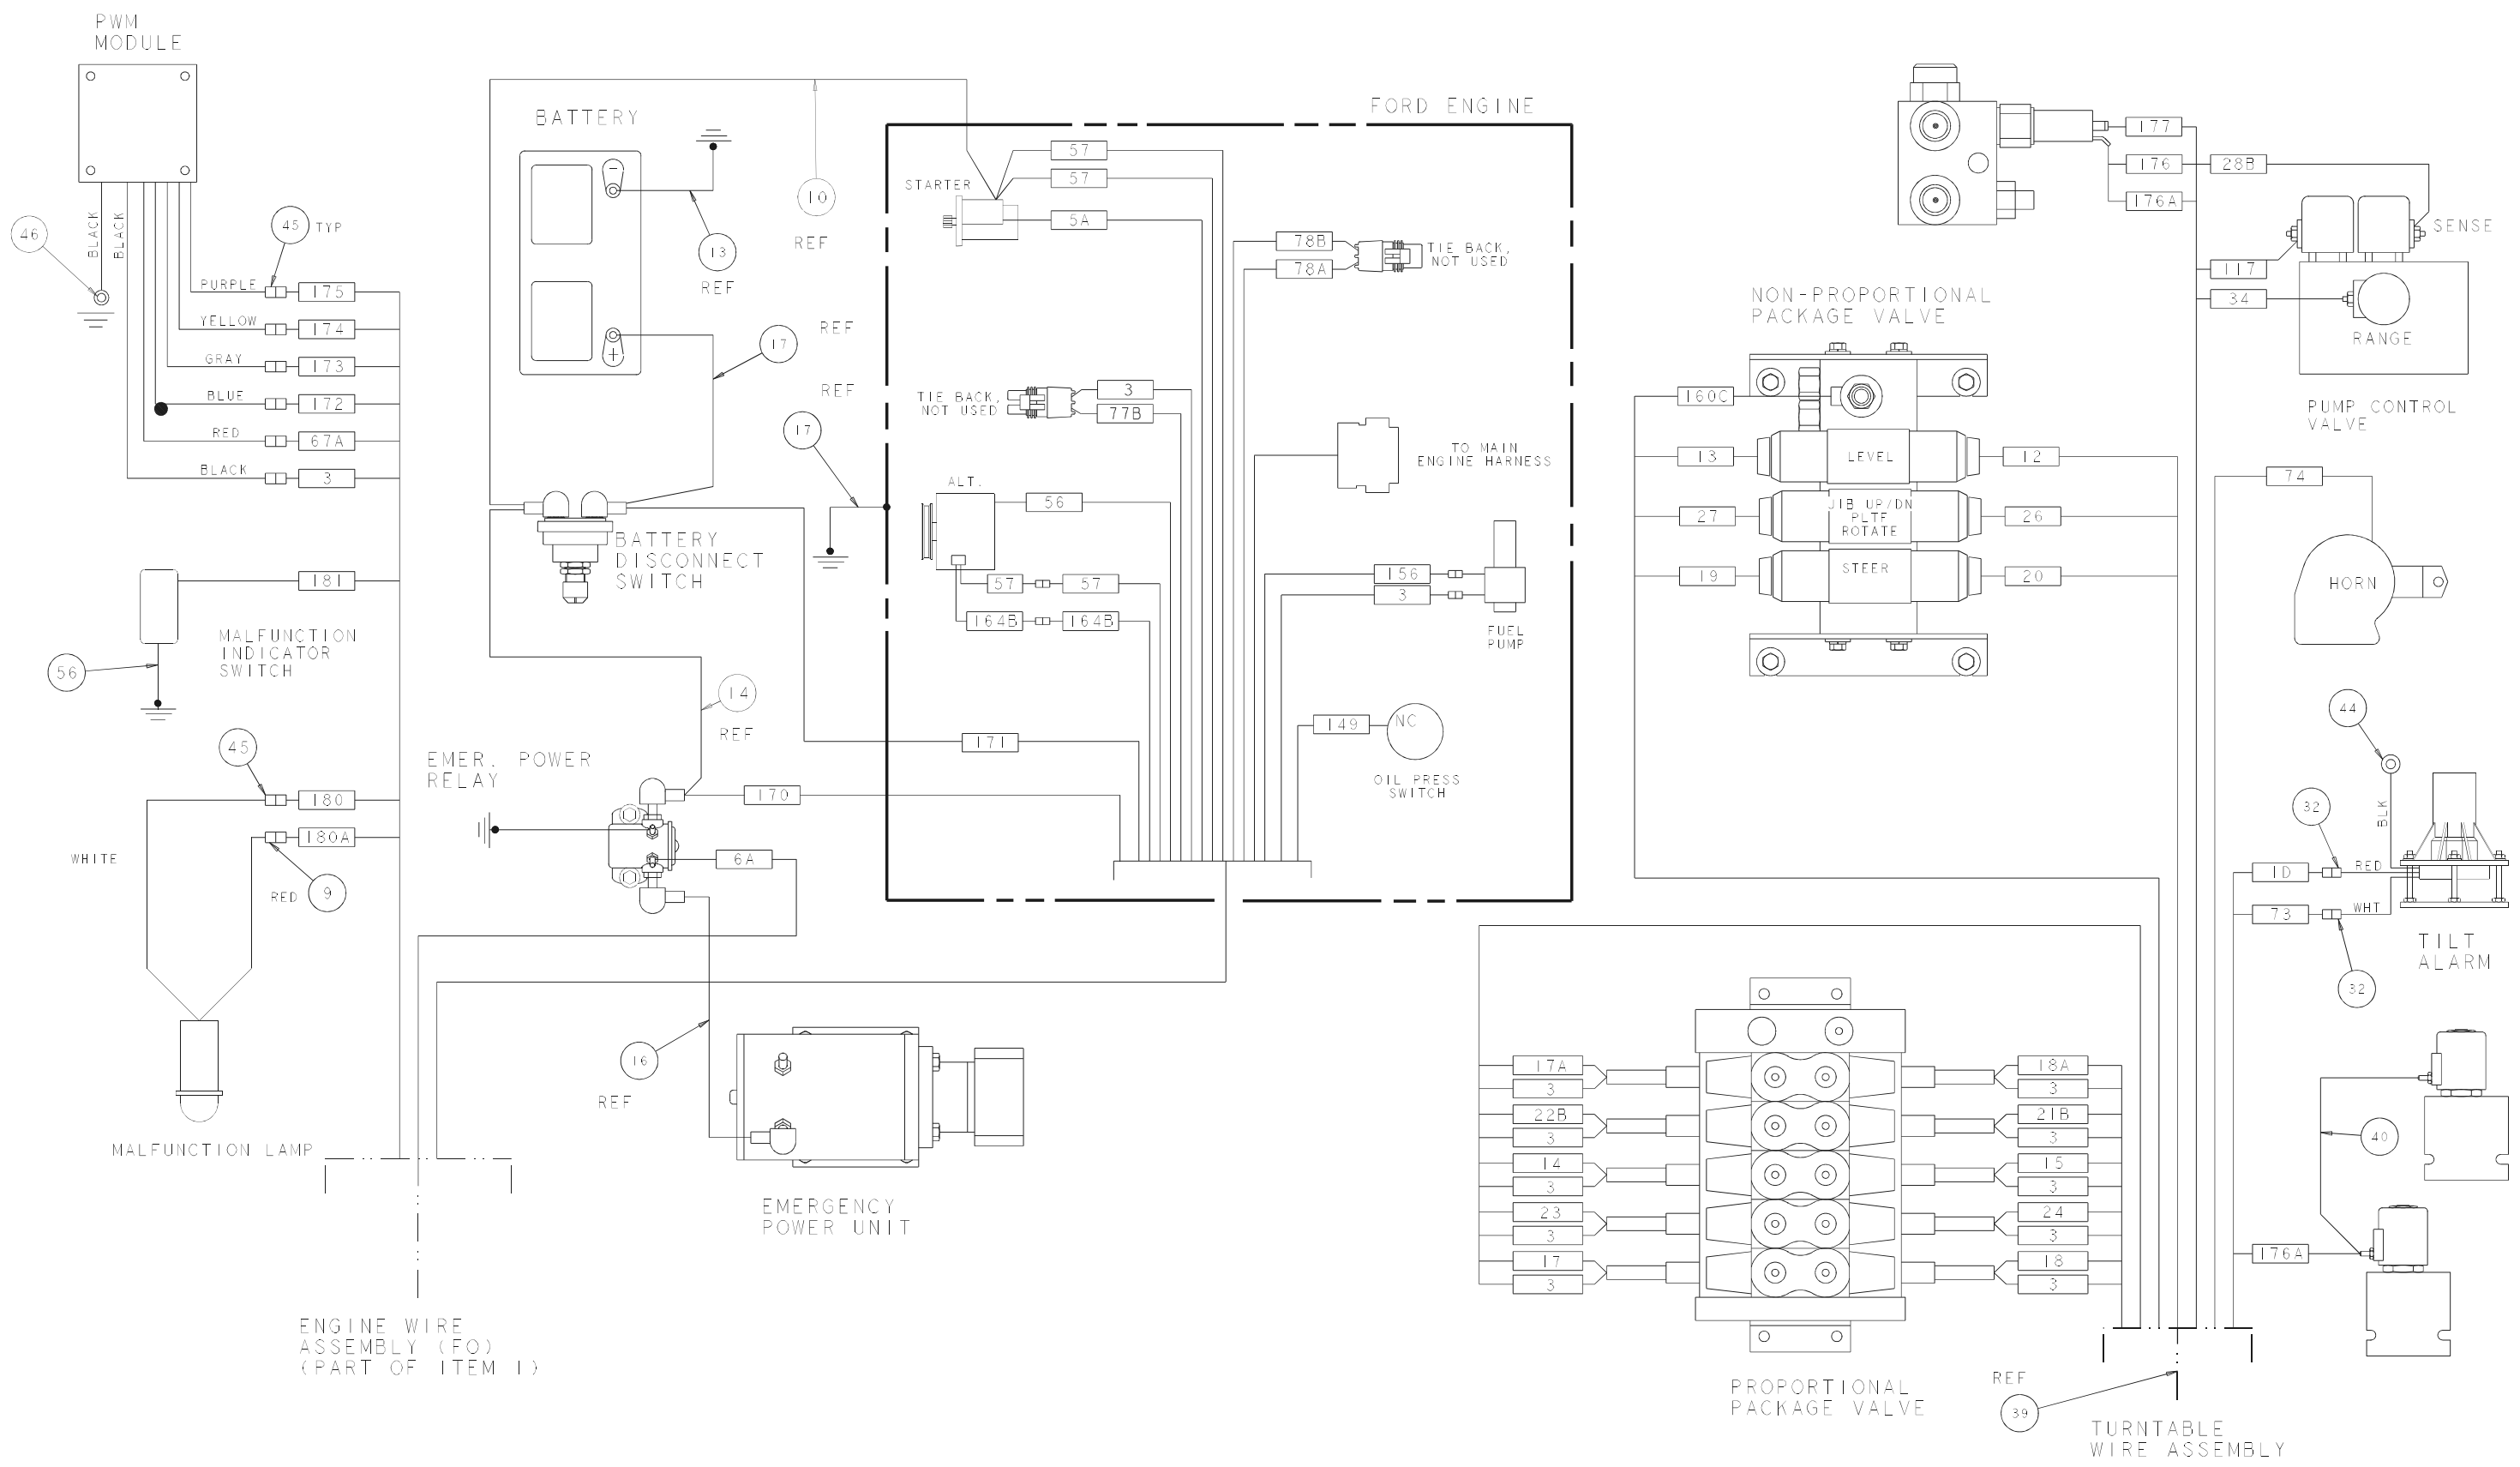 PWM
MODULE
46
BLACK
BLACK
45
TYP
PURPLE
175
YELLOW
174
GRAY
173
BLUE
172
RED
67A
BLACK
3
181
MALFUNCTION
INDICATOR
SWITCH
56
45
180
180A
WHITE
RED
9
MALFUNCTION LAMP
ENGINE WIRE
ASSEMBLY (FO)
(PART OF ITEM 1)
BATTERY
-
+
13
REF
10
REF
17
REF
17
REF
BATTERY
DISCONNECT
SWITCH
14
REF
EMER. POWER
RELAY
170
171
6A
16
REF
EMERGENCY
POWER UNIT
FORD ENGINE
STARTER
57
57
5A
78B
78A
TIE BACK,
NOT USED
TIE BACK,
NOT USED
3
77B
TO MAIN
ENGINE HARNESS
ALT.
56
57
57
164B
164B
156
3
FUEL
PUMP
149
NC
OIL PRESS
SWITCH
177
176
28B
176A
SENSE
117
34
RANGE
PUMP CONTROL
VALVE
NON-PROPORTIONAL
PACKAGE VALVE
160C
13
LEVEL
12
27
JIB UP/DN
PLTF
ROTATE
26
19
STEER
20
74
HORN
44
BLK
32
1D
RED
73
WHT
32
TILT
ALARM
40
176A
17A
3
22B
3
14
3
23
3
17
3
18A
3
21B
3
15
3
24
3
18
3
PROPORTIONAL
PACKAGE VALVE
REF
39
TURNTABLE
WIRE ASSEMBLY